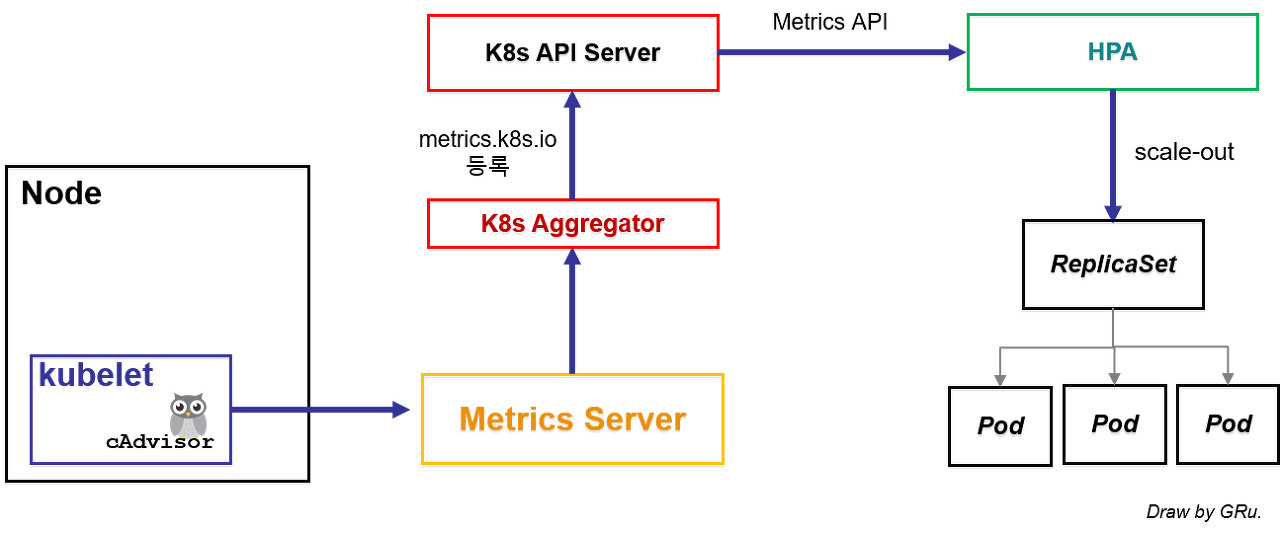 Metrics API
K8s API Server
HPA
metrics.k8s.io
등록
scale-out
Node
K8s Aggregator
ReplicaSet
kubelet
cAdvisor
Metrics Server
Pod
Pod
Pod
Draw by GRu.